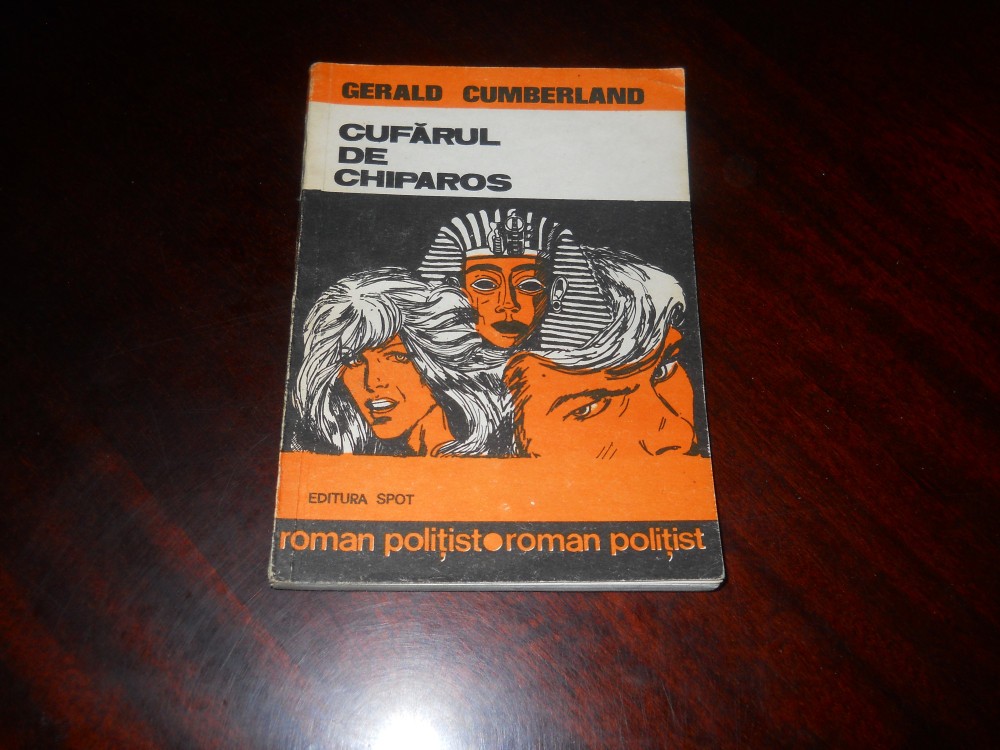 GERALD CUMBERLAND
CUFĂRUL
DE
CHIPAROS
EDITURA SPOT
roman polițist●roman polițist